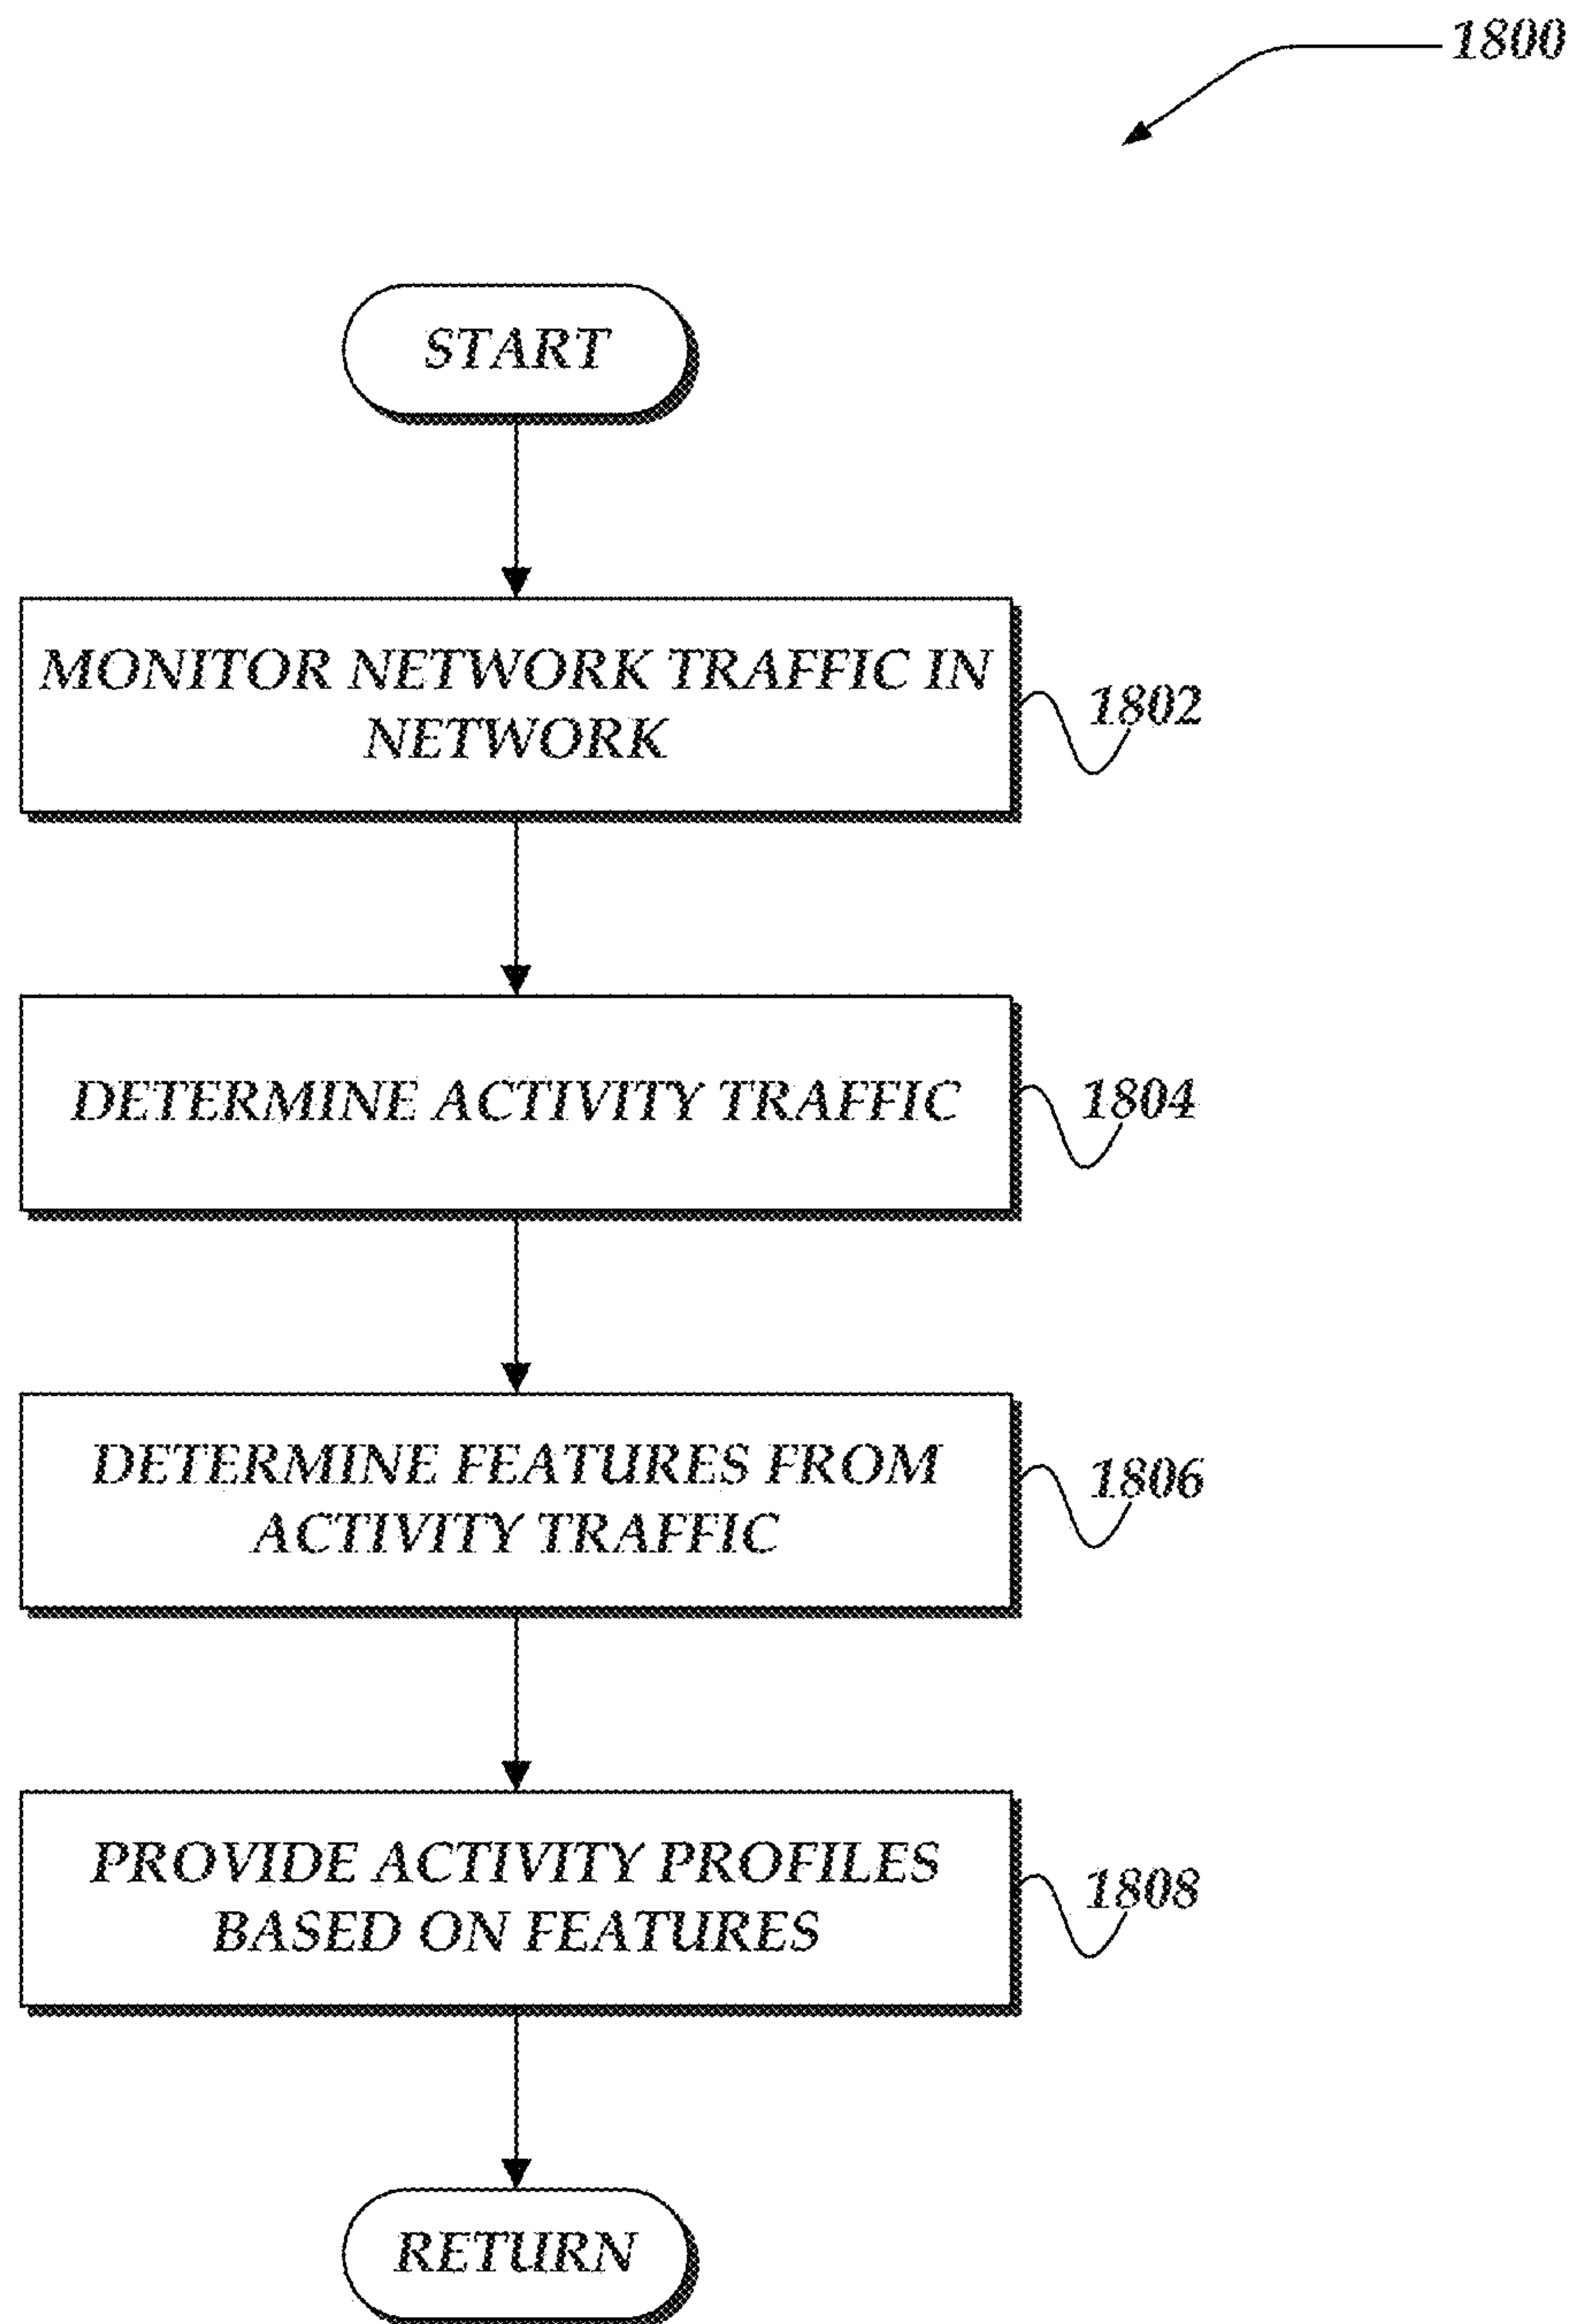 1800
START
MONITOR NETWORK TRAFFIC IN
NETWORK
1802
DETERMINE ACTIVITY TRAFFIC
1804
DETERMINE FEATURES FROM
ACTIVITY TRAFFIC
1806
PROVIDE ACTIVITY PROFILES
BASED ON FEATURES
1808
RETURN